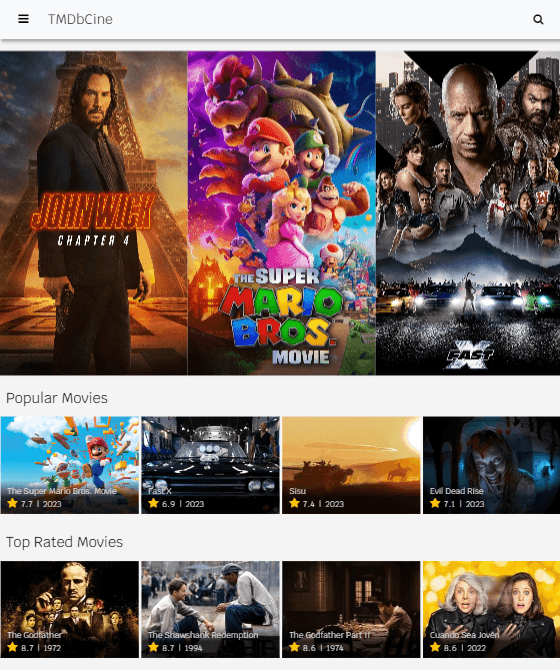 TMDbCine
JOHN WICK
CHAPTER 4
THE SUPER
MARIO
BROS.
MOVIE
FAST X
Popular Movies
The Super Mario Bros. Movie
7.7 | 2023
Fast X
6.9 | 2023
Sisu
7.4 | 2023
Evil Dead Rise
7.1 | 2023
Top Rated Movies
The Godfather
8.7 | 1972
The Shawshank Redemption
8.7 | 1994
The Godfather Part II
8.6 | 1974
Cuando Sea Joven
8.6 | 2022